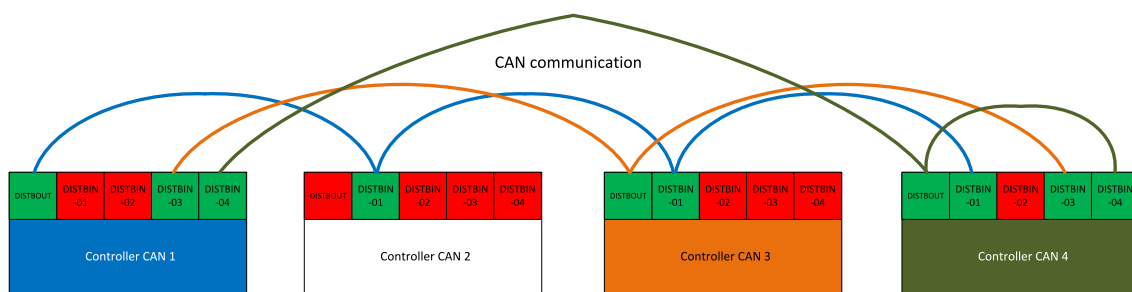 CAN communication
DISTBOUT
DISTBIN
-01
DISTBIN
-02
DISTBIN
-03
DISTBIN
-04
DISTBOUT
DISTBIN
-01
DISTBIN
-02
DISTBIN
-03
DISTBIN
-04
DISTBOUT
DISTBIN
-01
DISTBIN
-02
DISTBIN
-03
DISTBIN
-04
DISTBOUT
DISTBIN
-01
DISTBIN
-02
DISTBIN
-03
DISTBIN
-04
Controller CAN 1
Controller CAN 2
Controller CAN 3
Controller CAN 4